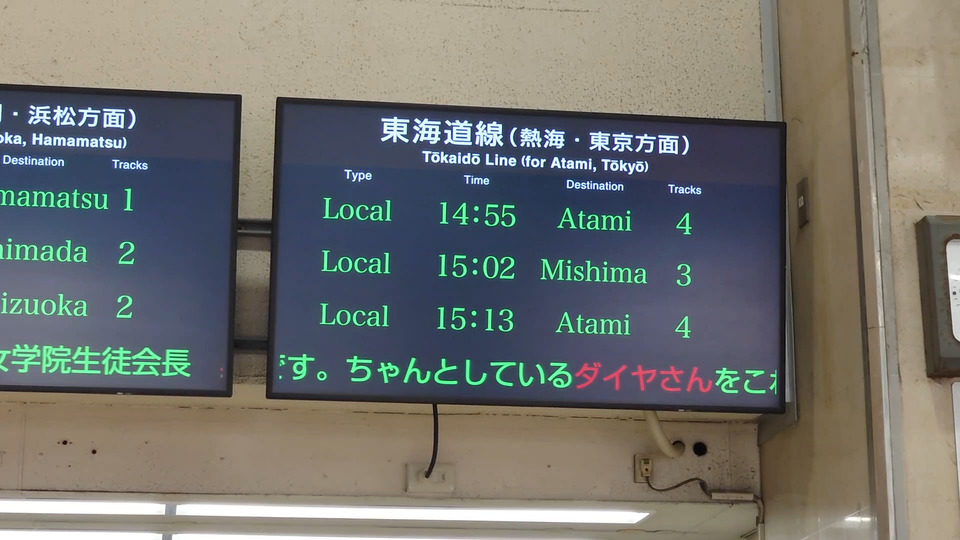 ・浜松方面)
oka, Hamamatsu)
Destination Tracks
mamatsu 1
himada 2
izuoka 2
女学院生徒会長
東海道線(熱海・東京方面)
Tōkaidō Line (for Atami, Tōkyō)
Type Time Destination Tracks
Local 14:55 Atami 4
Local 15:02 Mishima 3
Local 15:13 Atami 4
です。ちゃんとしているダイヤさんをこれ